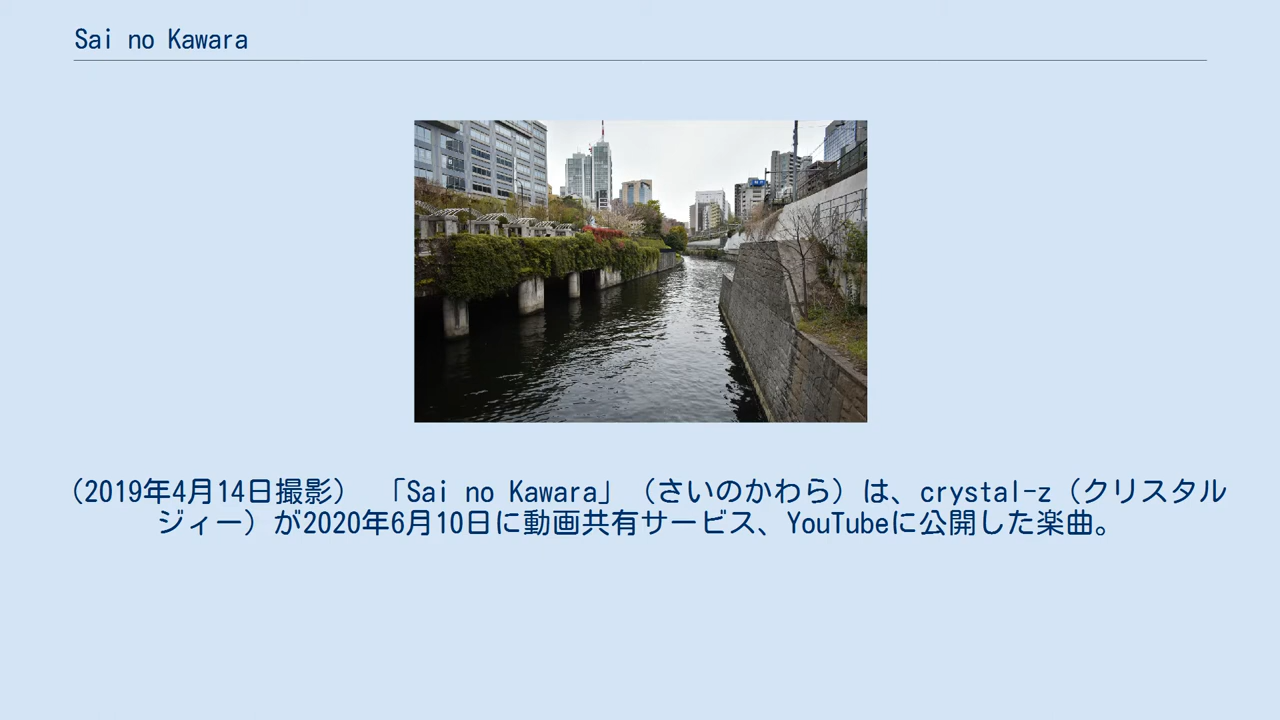 Sai no Kawara
（2019年4月14日撮影） 「Sai no Kawara」（さいのかわら）は、crystal-z（クリスタル
ジィー）が2020年6月10日に動画共有サービス、YouTubeに公開した楽曲。